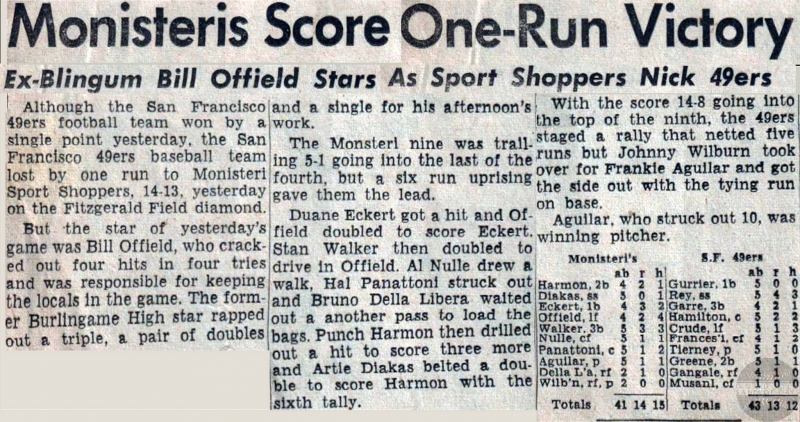 Monisteris Score One-Run Victory
Ex-Blingum Bill Offield Stars As Sport Shoppers Nick 49ers
Although the San Francisco
49ers football team won by a
single point yesterday, the San
Francisco 49ers baseball team
lost by one run to Monisteri
Sport Shoppers, 14-13, yesterday
on the Fitzgerald Field diamond.
But the star of yesterday's
game was Bill Offield, who crack-
ed out four hits in four tries
and was responsible for keeping
the locals in the game. The form-
er Burlingame High star rapped
out a triple, a pair of doubles
and a single for his afternoon's
work.
The Monsteri nine was trail-
ing 5-1 going into the last of the
fourth, but a six run uprising
gave them the lead.
Duane Eckert got a hit and Of-
field doubled to score Eckert.
Stan Walker then doubled to
drive in Offield. Al Nulle drew a
walk, Hal Panattoni struck out
and Bruno Della Libera waited
out a another pass to load the
bags. Punch Harmon then drilled
out a hit to score three more
and Artie Diakas belted a dou-
ble to score Harmon with the
sixth tally.
With the score 14-8 going into
the top of the ninth, the 49ers
staged a rally that netted five
runs but Johnny Wilburn took
over for Frankie Aguilar and got
the side out with the tying run
on base.
Aguilar, who struck out 10, was
winning pitcher.
Monisteri's
ab r h
Harmon, 2b 4 2 1
Diakas, ss 5 0 1
Eckert, 1b 4 3 2
Offield, lf 4 2 4
Walker, 3b 5 3 3
Nulle, cf 5 1 1
Panattoni, c 5 1 2
Aguilar, p 5 1 1
Della L'a, rf 2 1 0
Wilb'n, rf, p 2 0 0
Totals 41 14 15
S.F. 49ers
ab r h
Gurrier, 1b 5 0 0
Rey, ss 5 4 3
Garre, 3b 4 2 1
Hamilton, c 5 2 2
Crude, lf 5 1 3
Frances'i, cf 4 1 2
Tierney, p 5 1 0
Greene, 2b 5 1 1
Gangale, rf 4 1 0
Musani, cf 1 0 0
Totals 43 13 12